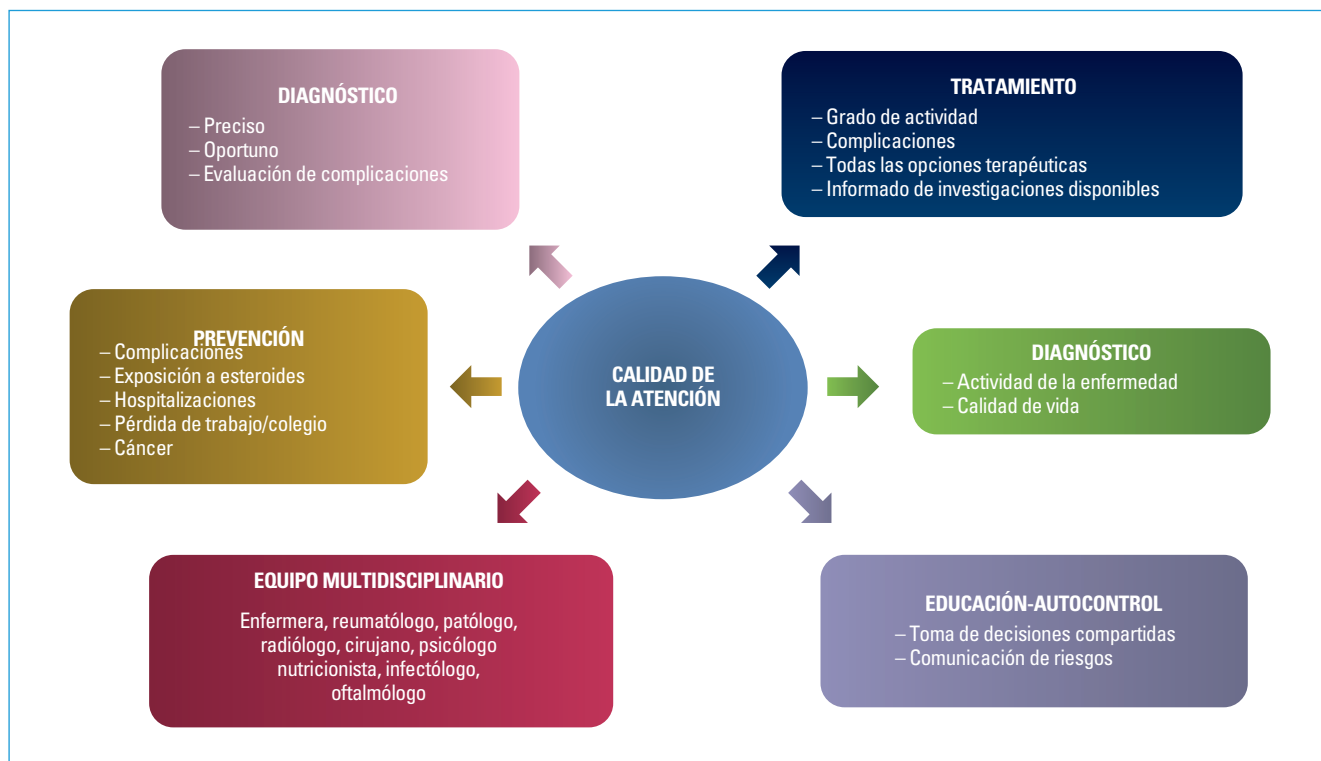 DIAGNÓSTICO
– Preciso
– Oportuno
– Evaluación de complicaciones
TRATAMIENTO
– Grado de actividad
– Complicaciones
– Todas las opciones terapéuticas
– Informado de investigaciones disponibles
PREVENCIÓN
– Complicaciones
– Exposición a esteroides
– Hospitalizaciones
– Pérdida de trabajo/colegio
– Cáncer
CALIDAD DE
LA ATENCIÓN
DIAGNÓSTICO
– Actividad de la enfermedad
– Calidad de vida
EQUIPO MULTIDISCIPLINARIO
Enfermera, reumatólogo, patólogo,
radiólogo, cirujano, psicólogo
nutricionista, infectólogo,
oftalmólogo
EDUCACIÓN-AUTOCONTROL
– Toma de decisiones compartidas
– Comunicación de riesgos